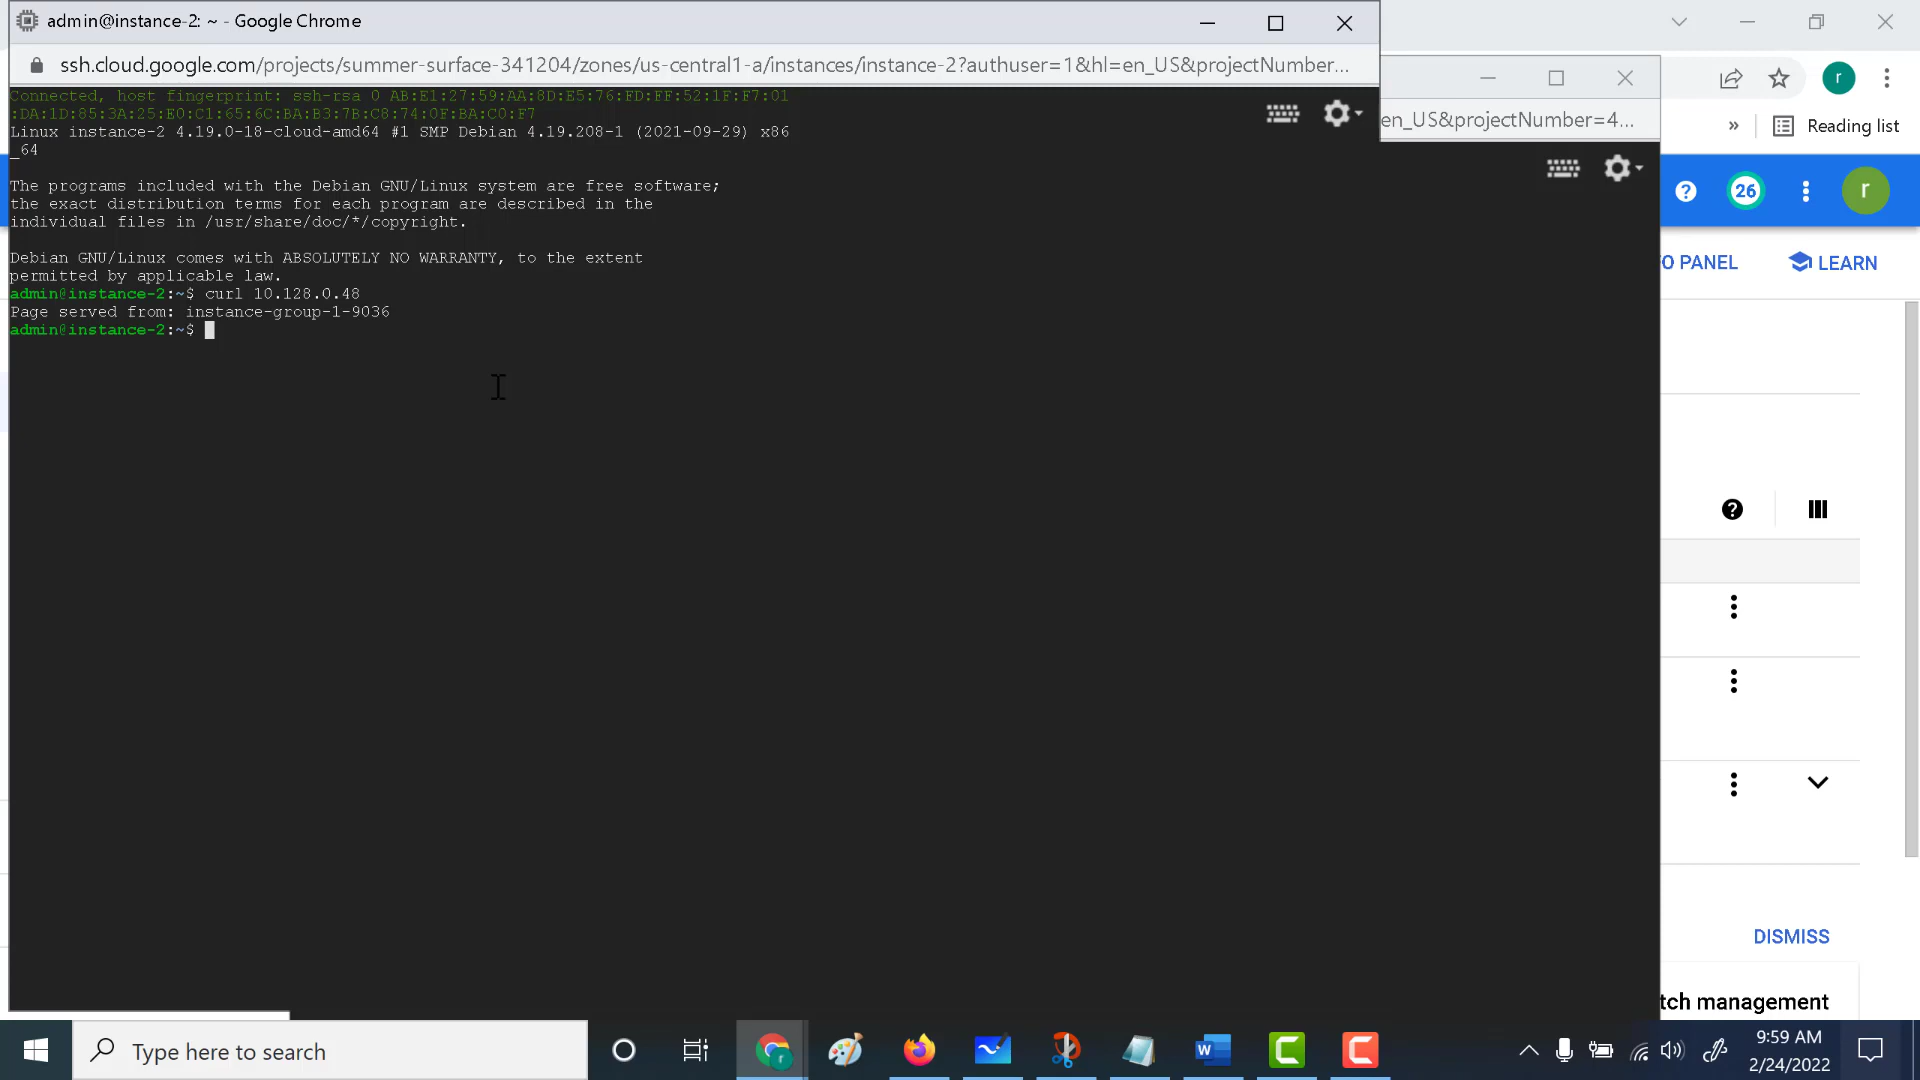 admin@instance-2: ~ - Google Chrome
ssh.cloud.google.com/projects/summer-surface-341204/zones/us-central1-a/instances/instance-2?authuser=1&hl=en_US&projectNumber...
en_US&projectNumber=4...
» Reading list
r
Connected, host fingerprint: ssh-rsa 0 AB:E1:27:59:AA:8D:E5:76:FD:FF:52:1F:F7:01
:DA:1D:85:3A:25:E0:C1:65:6C:BA:B3:7B:C8:74:0F:BA:C0:F7
Linux instance-2 4.19.0-18-cloud-amd64 #1 SMP Debian 4.19.208-1 (2021-09-29) x86
_64
The programs included with the Debian GNU/Linux system are free software;
the exact distribution terms for each program are described in the
individual files in /usr/share/doc/*/copyright.
Debian GNU/Linux comes with ABSOLUTELY NO WARRANTY, to the extent
permitted by applicable law.
admin@instance-2:~$ curl 10.128.0.48
Page served from: instance-group-1-9036
admin@instance-2:~$
26
r
O PANEL
LEARN
DISMISS
tch management
Type here to search
9:59 AM
2/24/2022